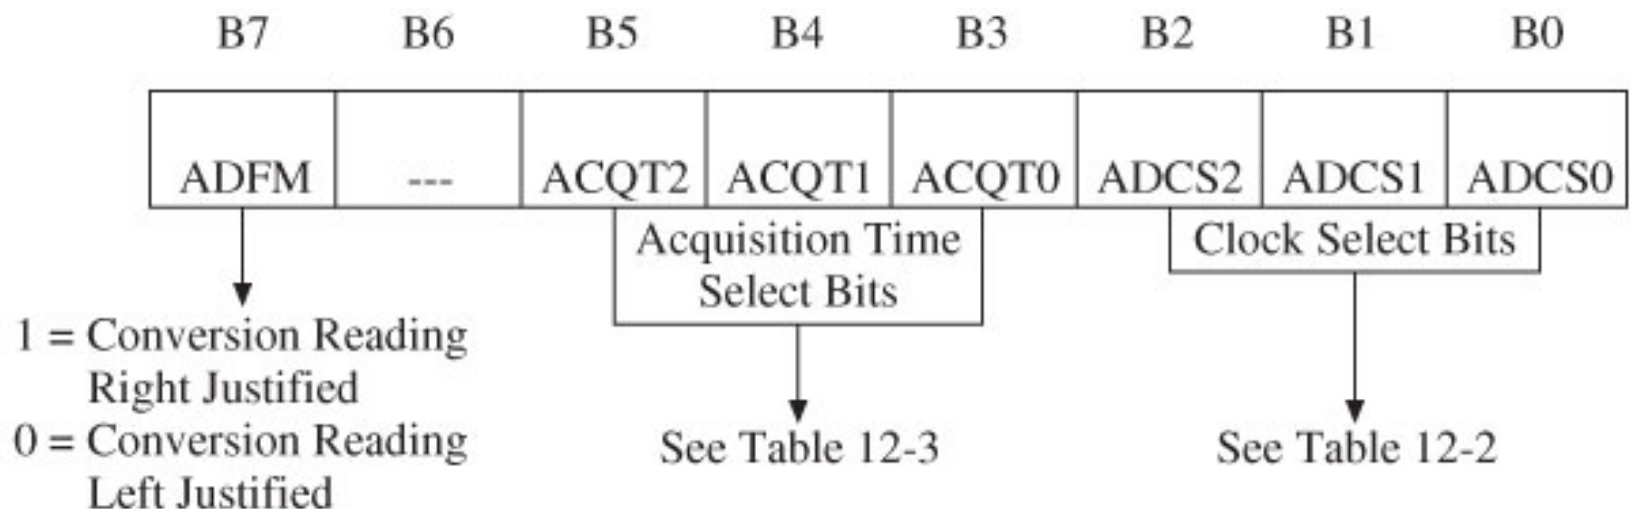 B7 B6 B5 B4 B3 B2 B1 B0
ADFM --- ACQT2 ACQT1 ACQT0 ADCS2 ADCS1 ADCS0
Acquisition Time
Select Bits
Clock Select Bits
1 = Conversion Reading
Right Justified
0 = Conversion Reading
Left Justified
See Table 12-3
See Table 12-2